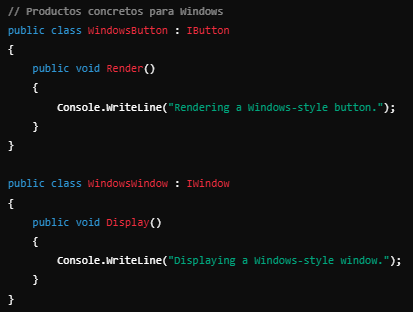 // Productos concretos para Windows
public class WindowsButton : IButton
{
    public void Render()
    {
        Console.WriteLine("Rendering a Windows-style button.");
    }
}

public class WindowsWindow : IWindow
{
    public void Display()
    {
        Console.WriteLine("Displaying a Windows-style window.");
    }
}